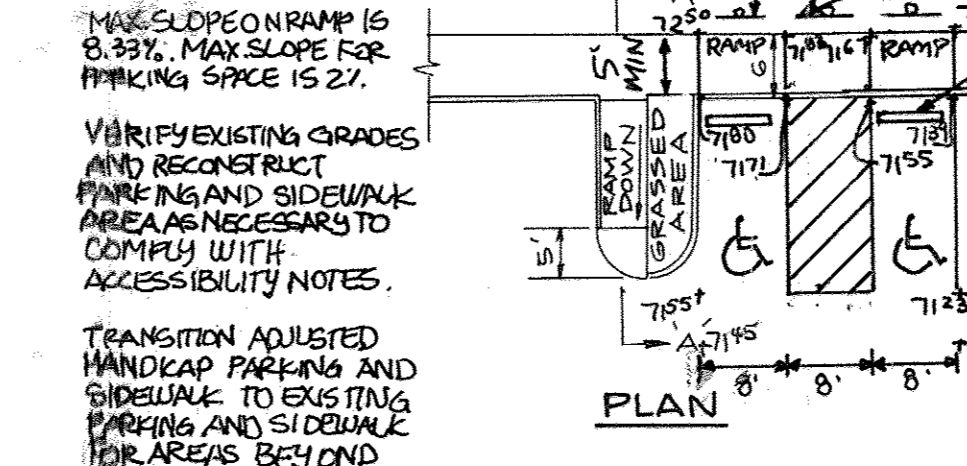 MAX. SLOPE ON RAMP IS
8.33%. MAX. SLOPE FOR
PARKING SPACE IS 2%.
VERIFY EXISTING GRADES
AND RECONSTRUCT
PARKING AND SIDEWALK
AREA AS NECESSARY TO
COMPLY WITH
ACCESSIBILITY NOTES.
TRANSITION ADJUSTED
HANDICAP PARKING AND
SIDEWALK TO EXISTING
PARKING AND SIDEWALK
FOR AREAS BEYOND
7250
5' MIN
RAMP
6'
7167
RAMP
RAMP DOWN
GRASSED AREA
7180
7171
7155
5'
7155+
7123
"A"
7145
8'
8'
8'
PLAN